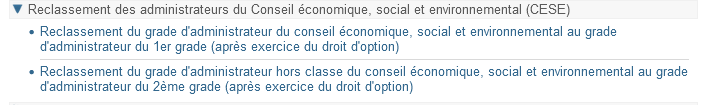 Reclassement des administrateurs du Conseil économique, social et environnemental (CESE)
Reclassement du grade d'administrateur du conseil économique, social et environnemental au grade
d'administrateur du 1er grade (après exercice du droit d'option)
Reclassement du grade d'administrateur hors classe du conseil économique, social et environnemental au grade
d'administrateur du 2ème grade (après exercice du droit d'option)